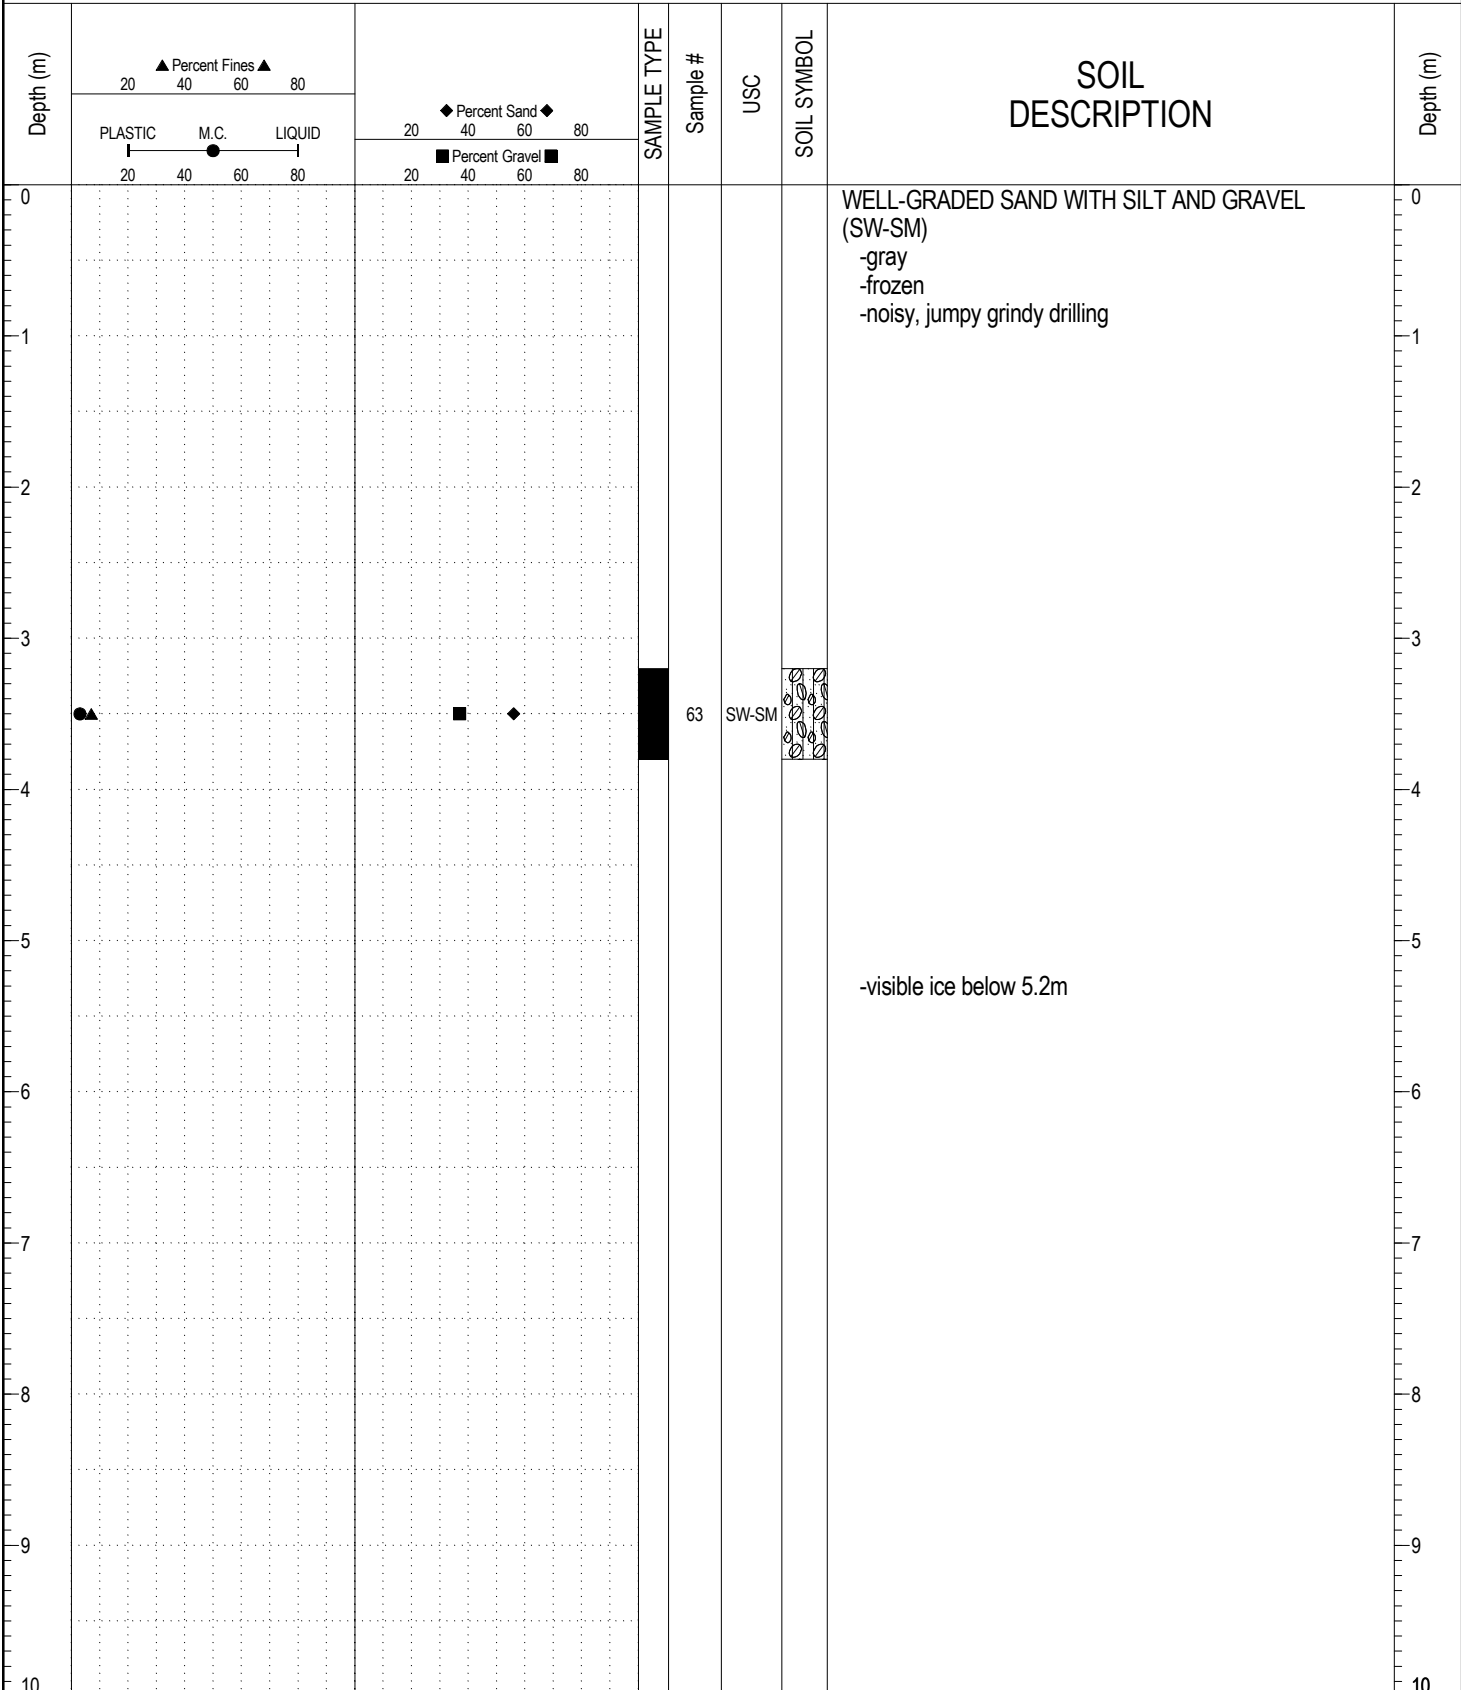 Depth (m)
▲ Percent Fines ▲
20 40 60 80
PLASTIC M.C. LIQUID
20 40 60 80
◆ Percent Sand ◆
20 40 60 80
■ Percent Gravel ■
20 40 60 80
SAMPLE TYPE
Sample #
USC
SOIL SYMBOL
SOIL
DESCRIPTION
Depth (m)
0 0
WELL-GRADED SAND WITH SILT AND GRAVEL
(SW-SM)
-gray
-frozen
-noisy, jumpy grindy drilling
1 1
2 2
3 3
63 SW-SM
4 4
5 5
-visible ice below 5.2m
6 6
7 7
8 8
9 9
10 10